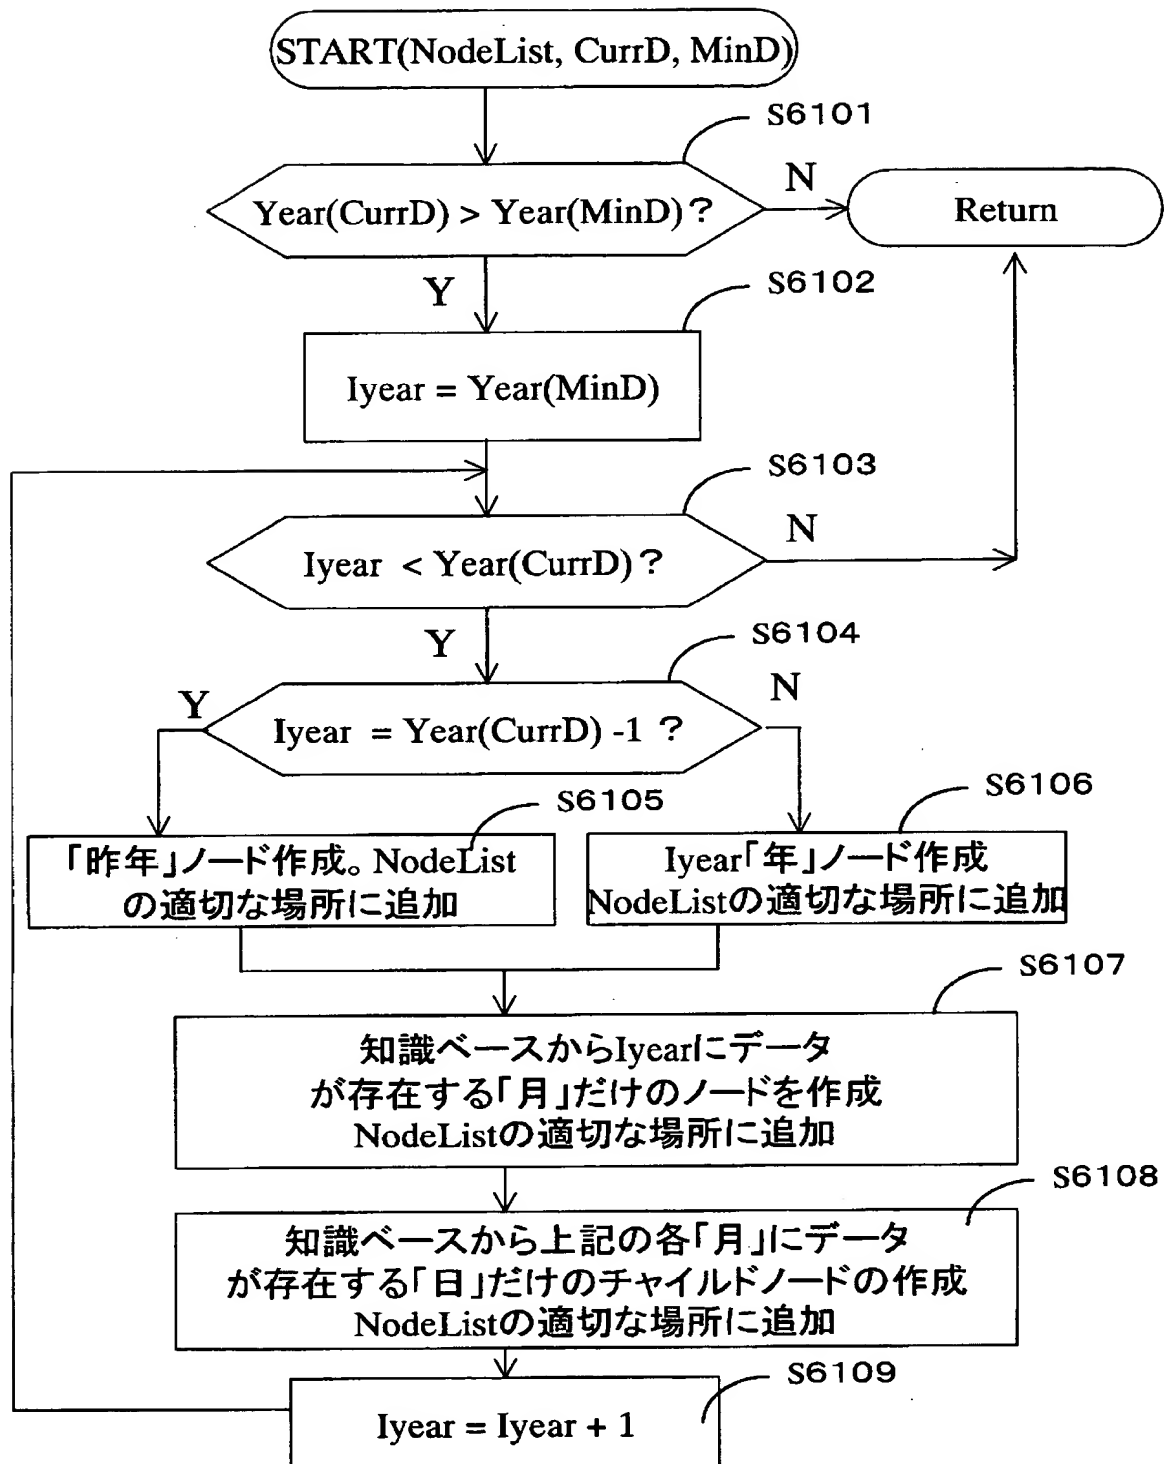 START(NodeList, CurrD, MinD)
S6101
Year(CurrD) > Year(MinD)?
N
Return
Y
S6102
Iyear = Year(MinD)
S6103
Iyear < Year(CurrD)?
N
Y
S6104
Iyear = Year(CurrD) -1 ?
Y
N
S6105
「昨年」ノード作成。NodeList
の適切な場所に追加
S6106
Iyear「年」ノード作成
NodeListの適切な場所に追加
S6107
知識ベースからIyearにデータ
が存在する「月」だけのノードを作成
NodeListの適切な場所に追加
S6108
知識ベースから上記の各「月」にデータ
が存在する「日」だけのチャイルドノードの作成
NodeListの適切な場所に追加
S6109
Iyear = Iyear + 1